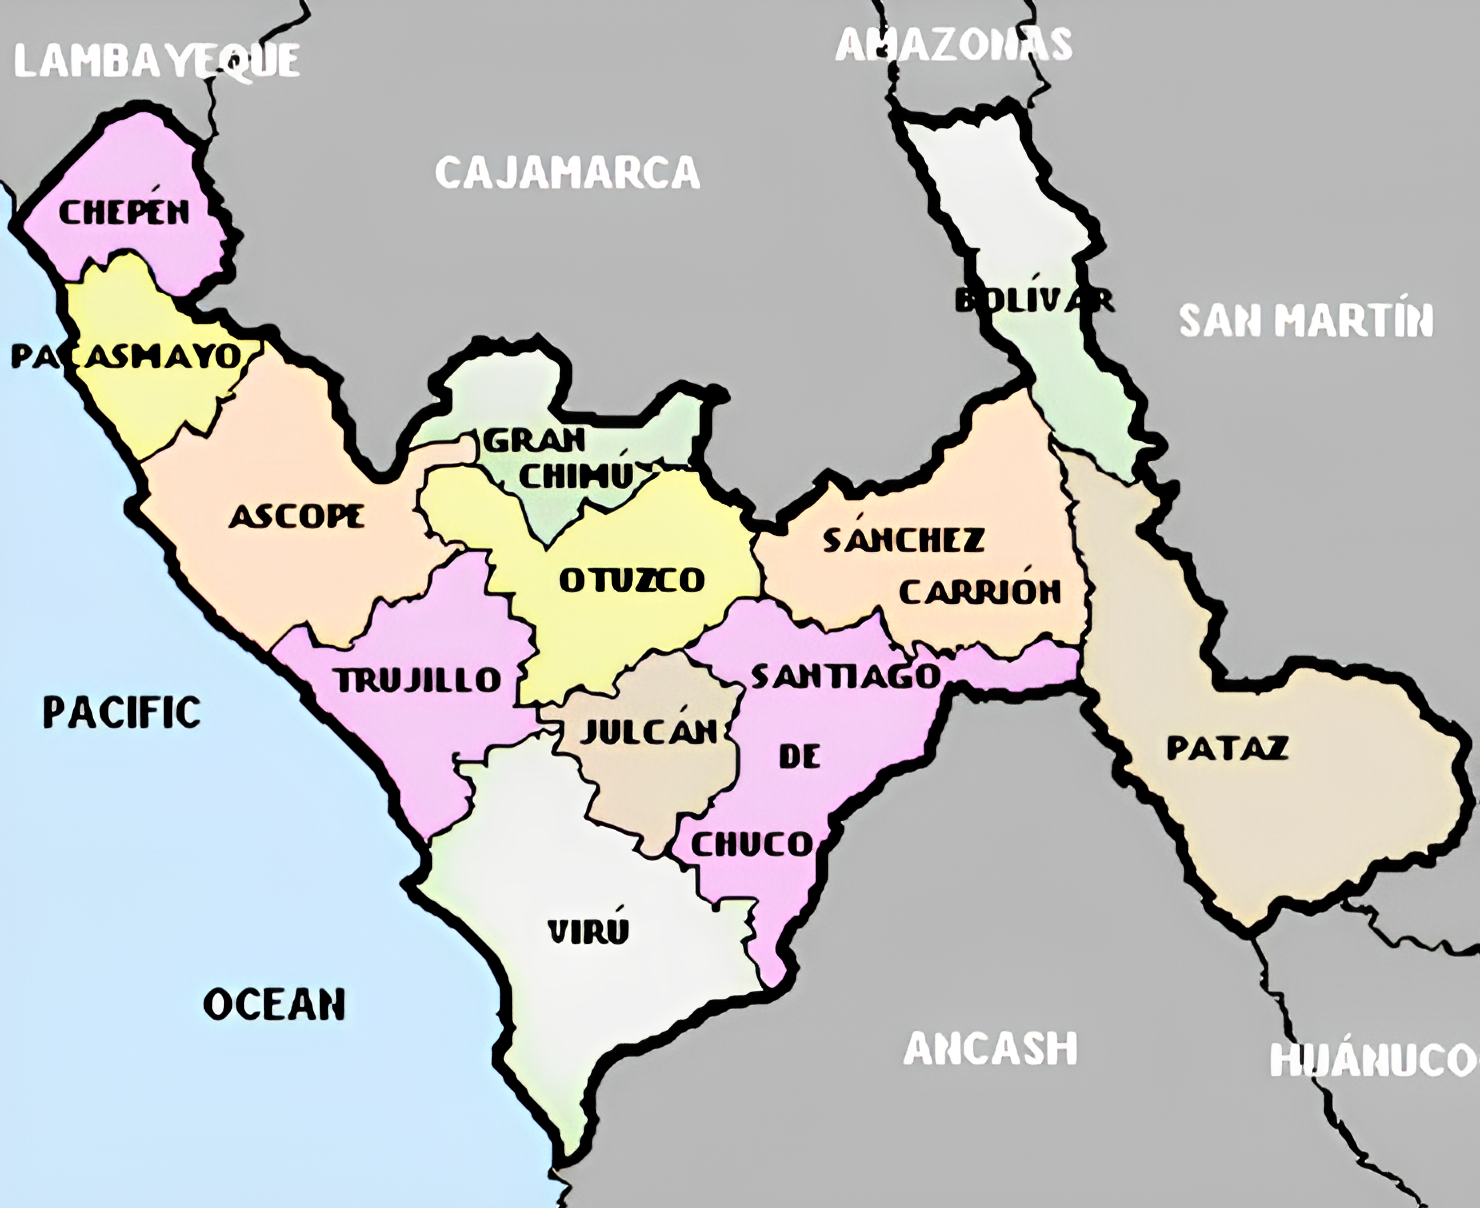 LAMBAYEQUE
AMAZONAS
CAJAMARCA
CHEPÉN
BOLÍVAR
SAN MARTÍN
PACASMAYO
GRAN
CHIMÚ
ASCOPE
SÁNCHEZ
CARRIÓN
OTUZCO
TRUJILLO
SANTIAGO
DE
CHUCO
JULCÁN
PACIFIC
OCEAN
PATAZ
VIRÚ
ANCASH
HUÁNUCO